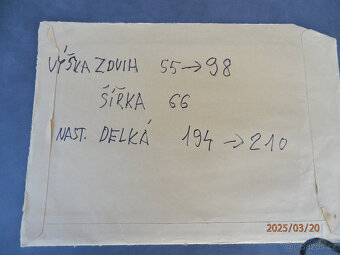 VÝŠKA ZDVIH 55→98
ŠÍŘKA 66
NAST. DELKÁ 194→210
2025/03/20